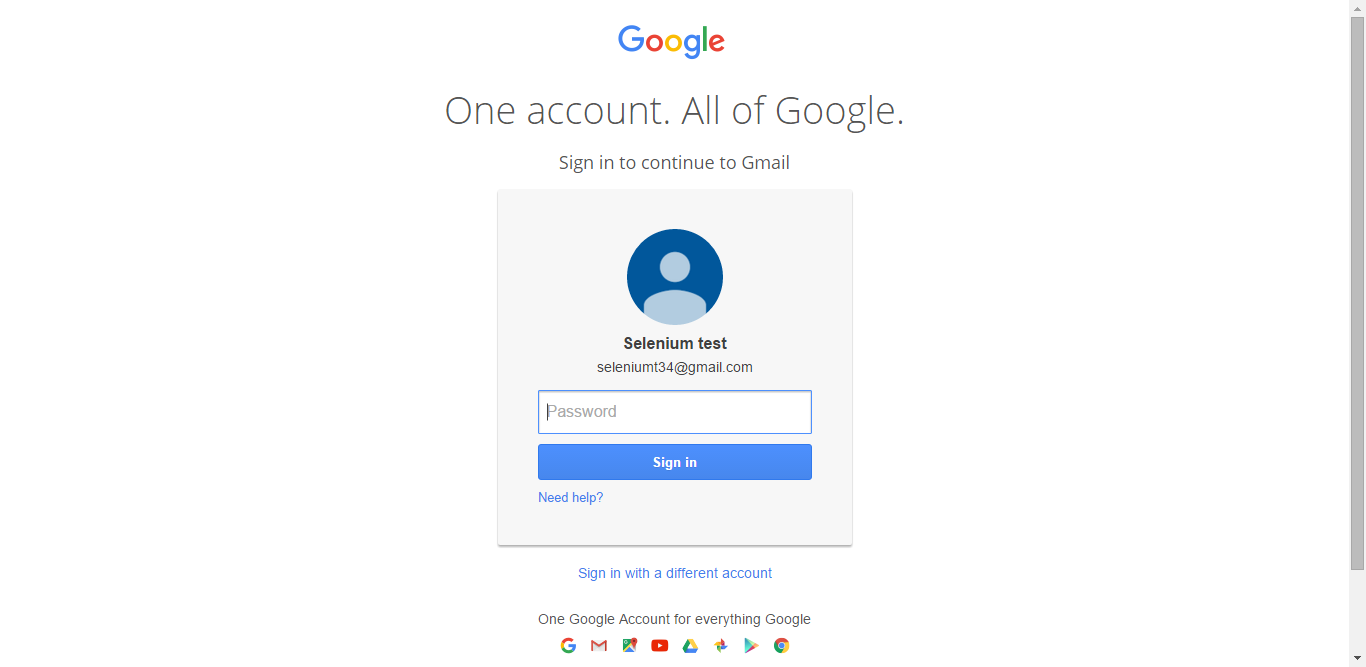 Google
One account. All of Google.
Sign in to continue to Gmail
Selenium test
seleniumt34@gmail.com
Password
Sign in
Need help?
Sign in with a different account
One Google Account for everything Google